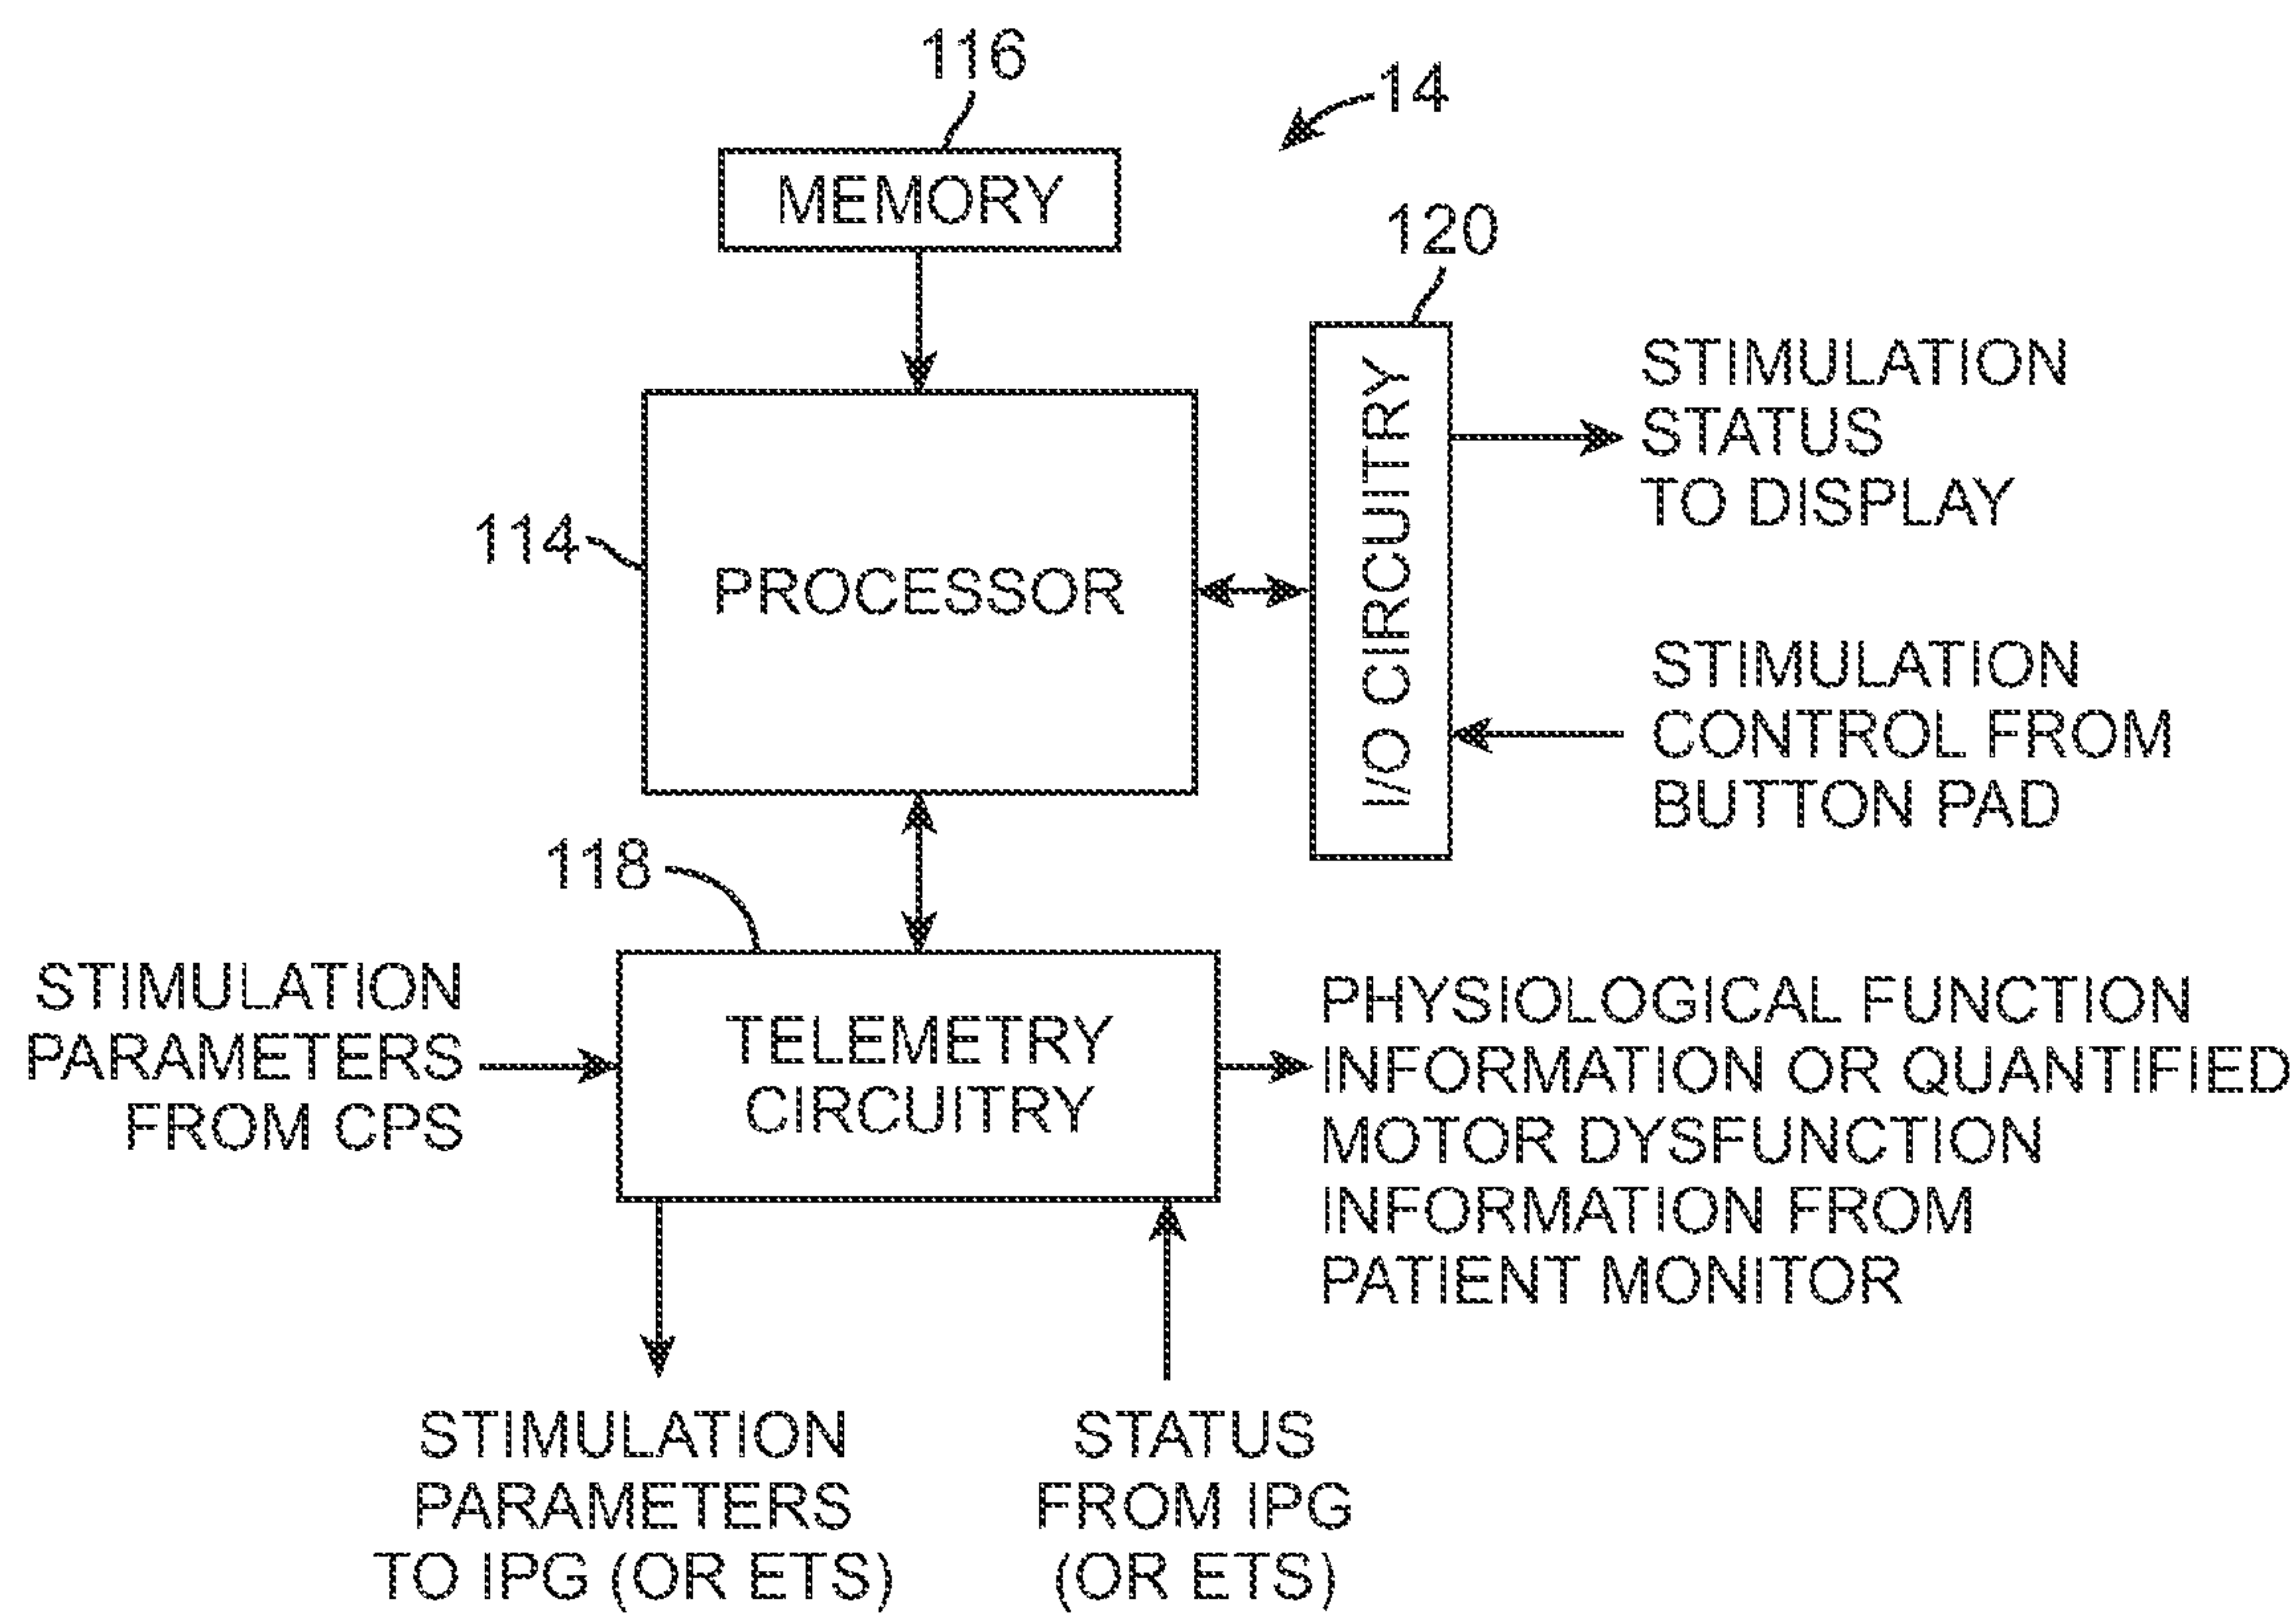 116
14
MEMORY
120
STIMULATION
STATUS
TO DISPLAY
I/O CIRCUITRY
114
PROCESSOR
STIMULATION
CONTROL FROM
BUTTON PAD
118
STIMULATION
PARAMETERS
FROM CPS
TELEMETRY
CIRCUITRY
PHYSIOLOGICAL FUNCTION
INFORMATION OR QUANTIFIED
MOTOR DYSFUNCTION
INFORMATION FROM
PATIENT MONITOR
STIMULATION
PARAMETERS
TO IPG (OR ETS)
STATUS
FROM IPG
(OR ETS)